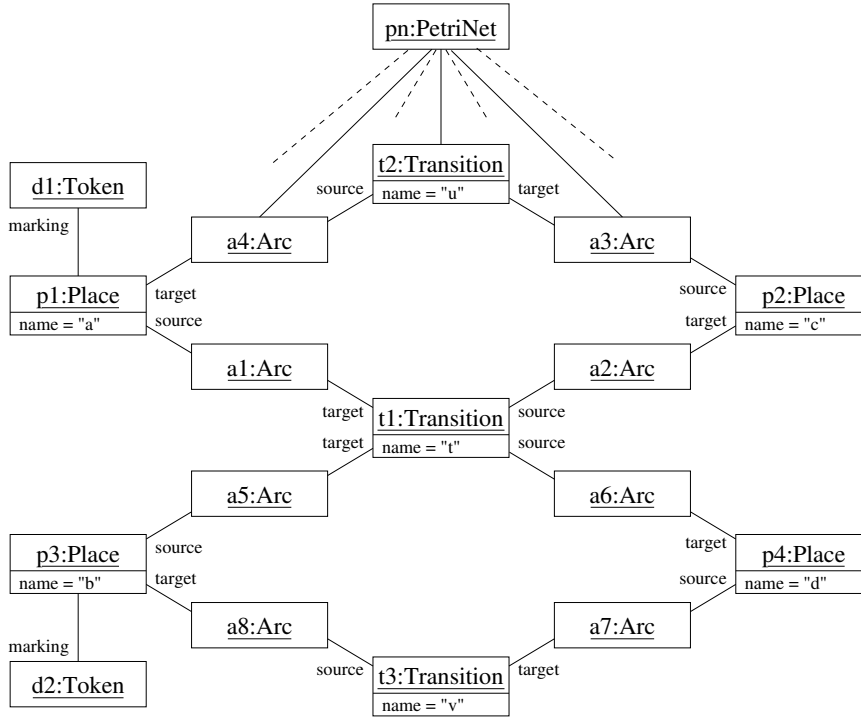 pn:PetriNet
t2:Transition
name = "u"
source
target
d1:Token
marking
a4:Arc
a3:Arc
p1:Place
name = "a"
target
source
source
target
p2:Place
name = "c"
a1:Arc
a2:Arc
target
target
t1:Transition
name = "t"
source
source
a5:Arc
a6:Arc
p3:Place
name = "b"
source
target
target
source
p4:Place
name = "d"
a8:Arc
a7:Arc
marking
d2:Token
source
t3:Transition
name = "v"
target